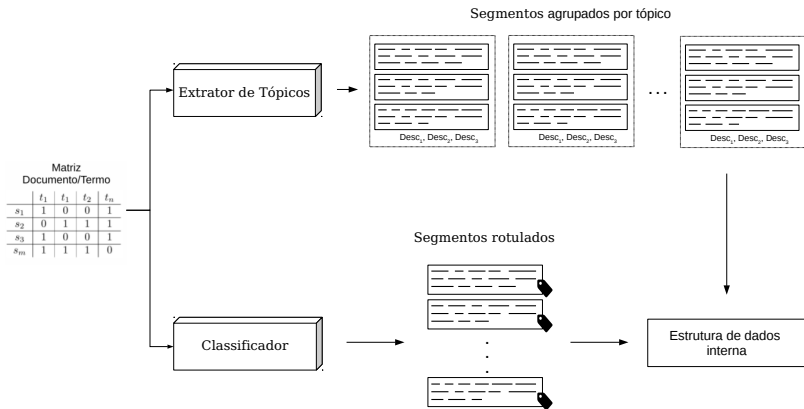 Segmentos agrupados por tópico
Extrator de Tópicos
. . .
Desc1, Desc2, Desc3
Desc1, Desc2, Desc3
Desc1, Desc2, Desc3
Matriz
Documento/Termo
t1 t1 t2 tn
s1 1 0 0 1
s2 0 1 1 1
s3 1 0 0 1
sm 1 1 1 0
Segmentos rotulados
Classificador
Estrutura de dados
interna